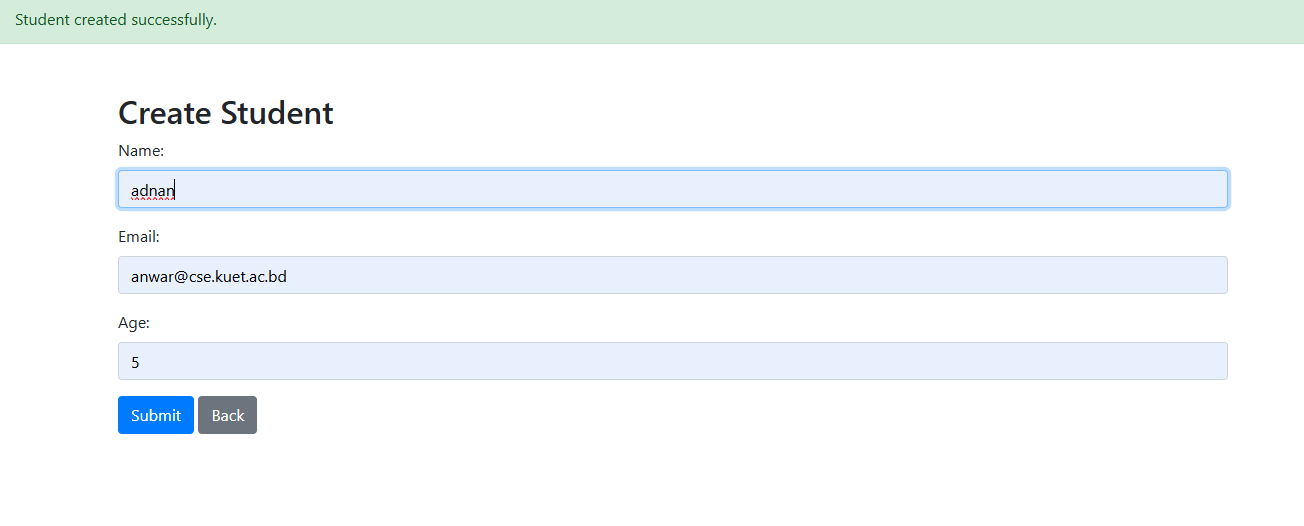 Student created successfully.
Create Student
Name:
adnan
Email:
anwar@cse.kuet.ac.bd
Age:
5
Submit Back